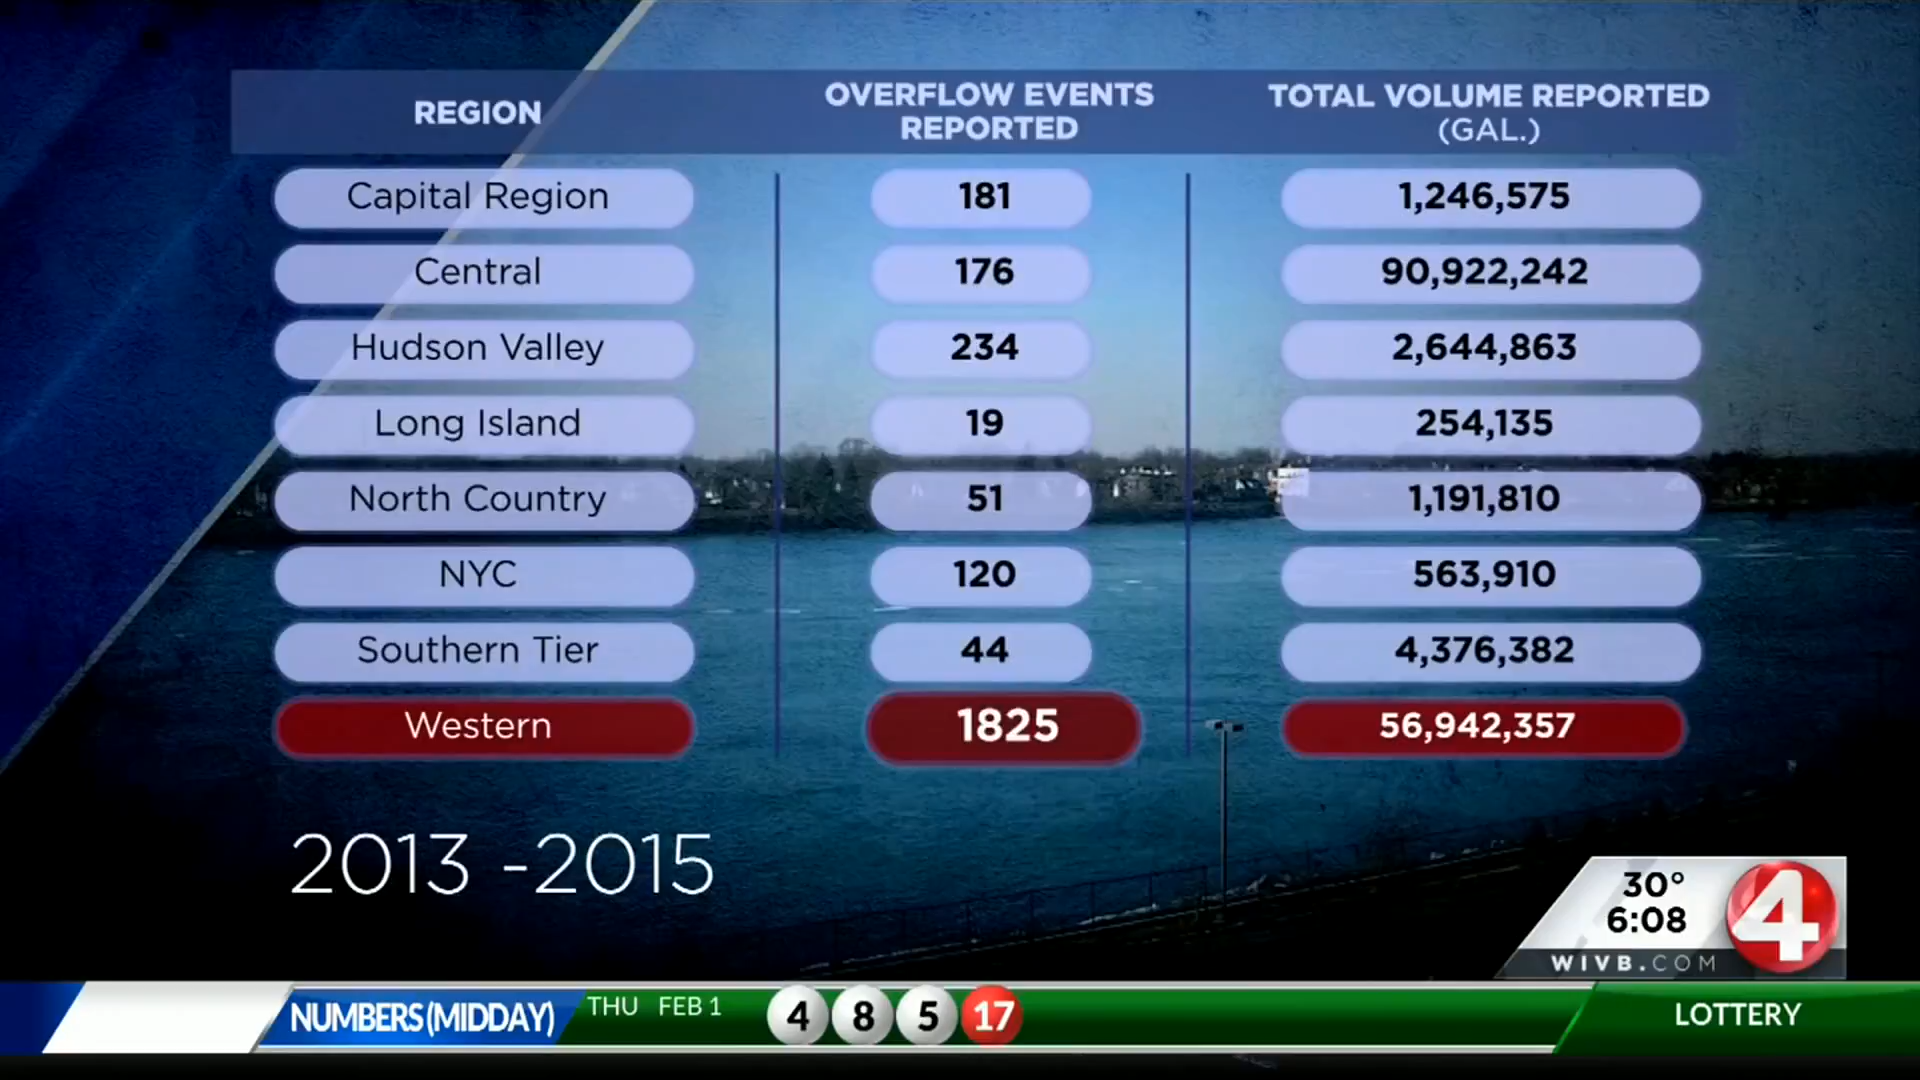 REGION
OVERFLOW EVENTS
REPORTED
TOTAL VOLUME REPORTED
(GAL.)
Capital Region 181 1,246,575
Central 176 90,922,242
Hudson Valley 234 2,644,863
Long Island 19 254,135
North Country 51 1,191,810
NYC 120 563,910
Southern Tier 44 4,376,382
Western 1825 56,942,357
2013 -2015
30°
6:08
4
WIVB.COM
NUMBERS(MIDDAY) THU FEB 1 4 8 5 17 LOTTERY